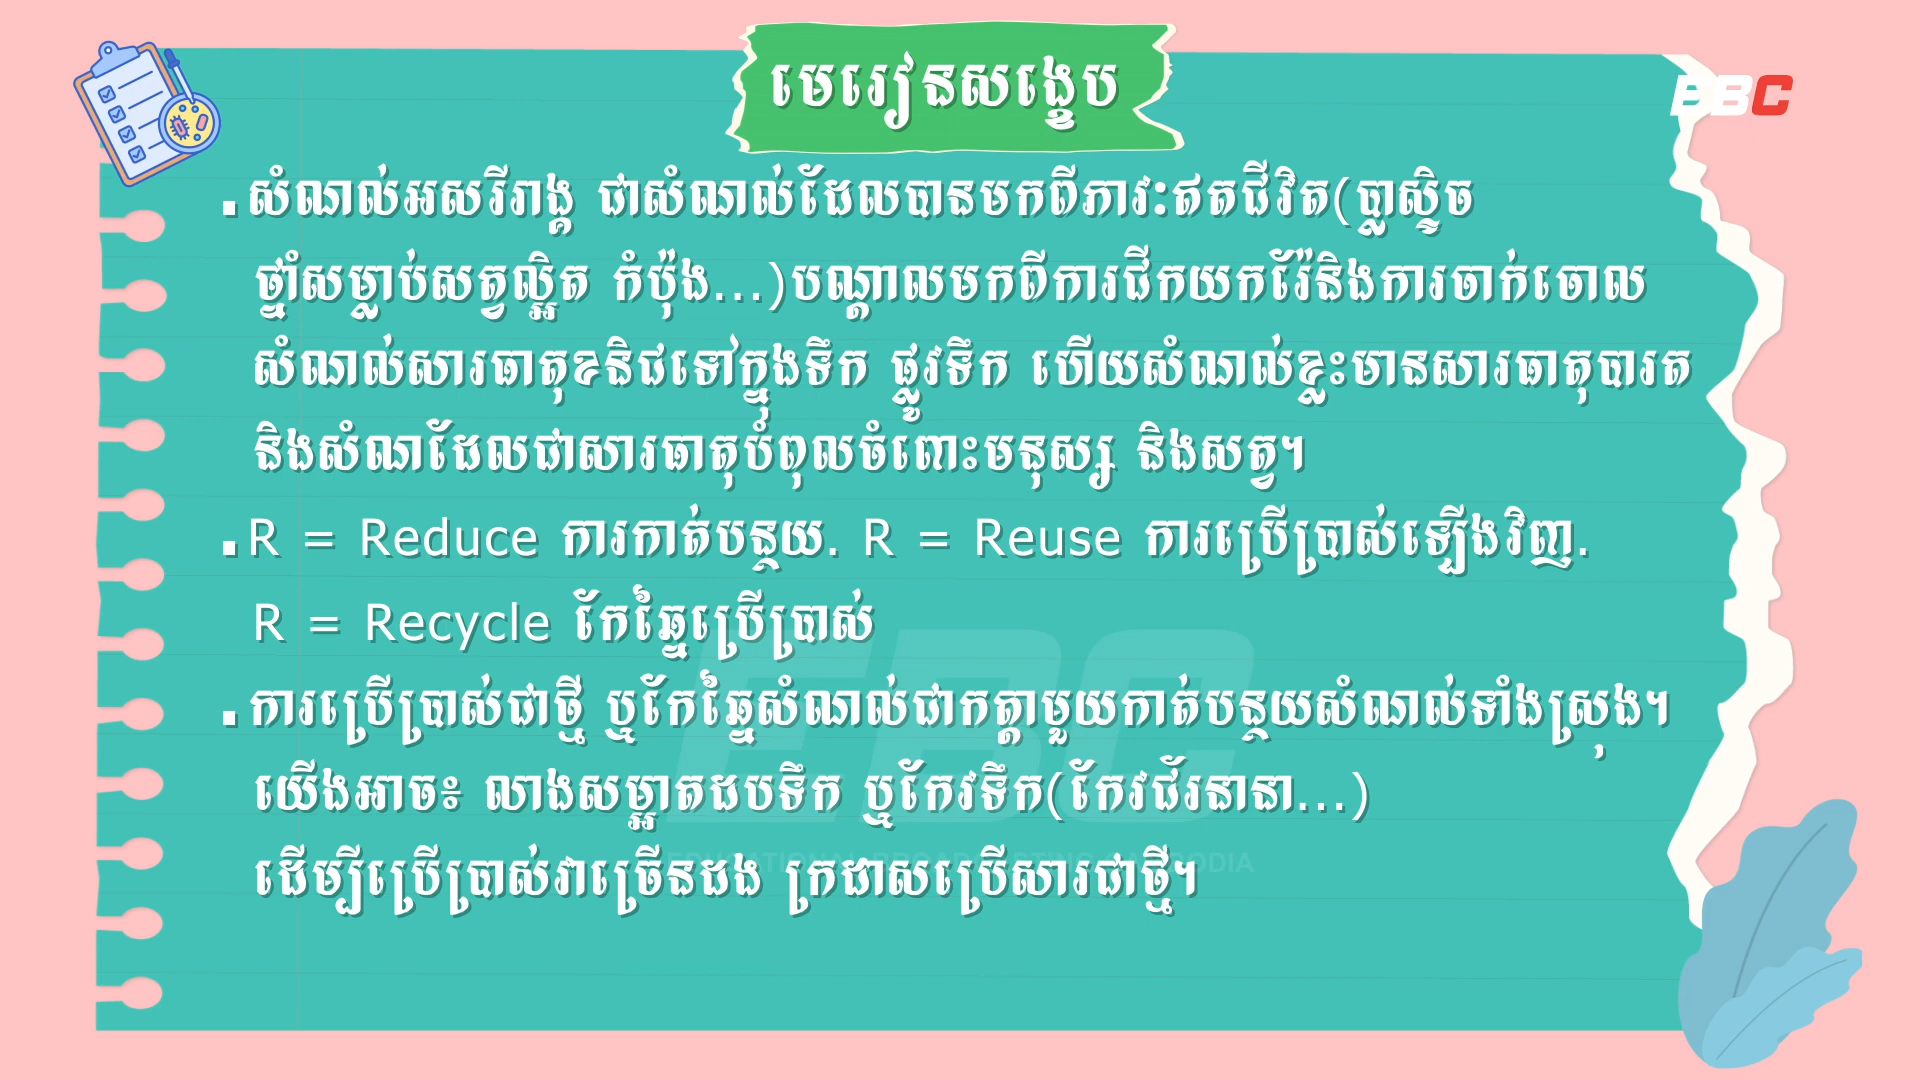 មេរៀនសង្ខេប
EBC
.សំណល់អសរីរាង្គ ជាសំណល់ដែលបានមកពីភាវៈឥតជីវិត(ប្លាស្ទិច
ថ្នាំសម្លាប់សត្វល្អិត កំប៉ុង...)បណ្តាលមកពីការជីកយករ៉ែនិងការចាក់ចោល
សំណល់សារធាតុខនិជទៅក្នុងទឹក ផ្លូវទឹក ហើយសំណល់ខ្លះមានសារធាតុបារត
និងសំណដែលជាសារធាតុបំពុលចំពោះមនុស្ស និងសត្វ។
.R = Reduce ការកាត់បន្ថយ. R = Reuse ការប្រើប្រាស់ឡើងវិញ.
R = Recycle កែឆ្នៃប្រើប្រាស់
.ការប្រើប្រាស់ជាថ្មី ឬកែឆ្នៃសំណល់ជាកត្តាមួយកាត់បន្ថយសំណល់ទាំងស្រុង។
យើងអាច៖ លាងសម្អាតដបទឹក ឬកែវទឹក(កែវជ័រនានា...)
ដើម្បីប្រើប្រាស់វាច្រើនដង ក្រដាសប្រើសារជាថ្មី។
EBC
EDUCATIONAL BROADCASTING CAMBODIA